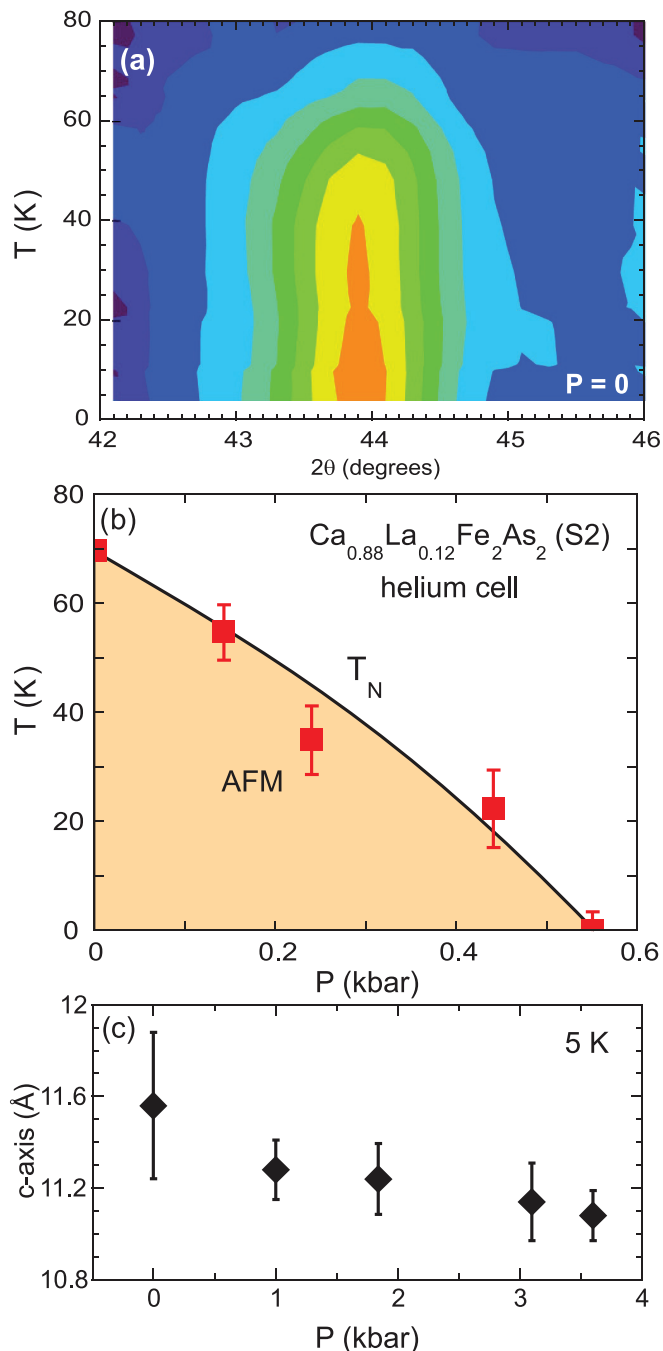 (a)
80
60
40
20
0
T (K)
P = 0
42 43 44 45 46
2θ (degrees)
(b)
80
60
40
20
0
T (K)
Ca0.88La0.12Fe2As2 (S2)
helium cell
TN
AFM
0 0.2 0.4 0.6
P (kbar)
(c)
12
11.6
11.2
10.8
c-axis (Å)
5 K
0 1 2 3 4
P (kbar)